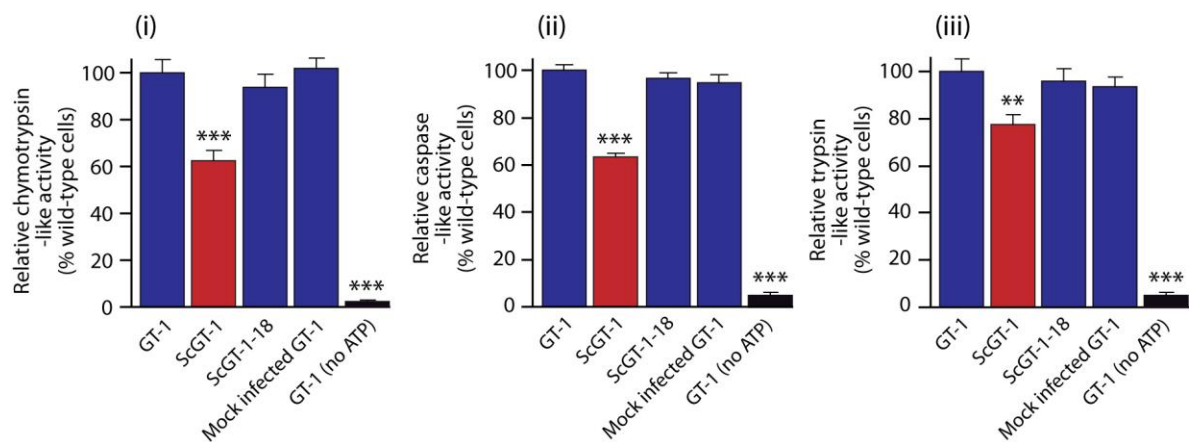 (i)
Relative chymotrypsin
-like activity
(% wild-type cells)
100
80
60
40
20
0
***
***
GT-1
ScGT-1
ScGT-1-18
Mock infected GT-1
GT-1 (no ATP)
(ii)
Relative caspase
-like activity
(% wild-type cells)
100
80
60
40
20
0
***
***
GT-1
ScGT-1
ScGT-1-18
Mock infected GT-1
GT-1 (no ATP)
(iii)
Relative trypsin
-like activity
(% wild-type cells)
100
80
60
40
20
0
**
***
GT-1
ScGT-1
ScGT-1-18
Mock infected GT-1
GT-1 (no ATP)